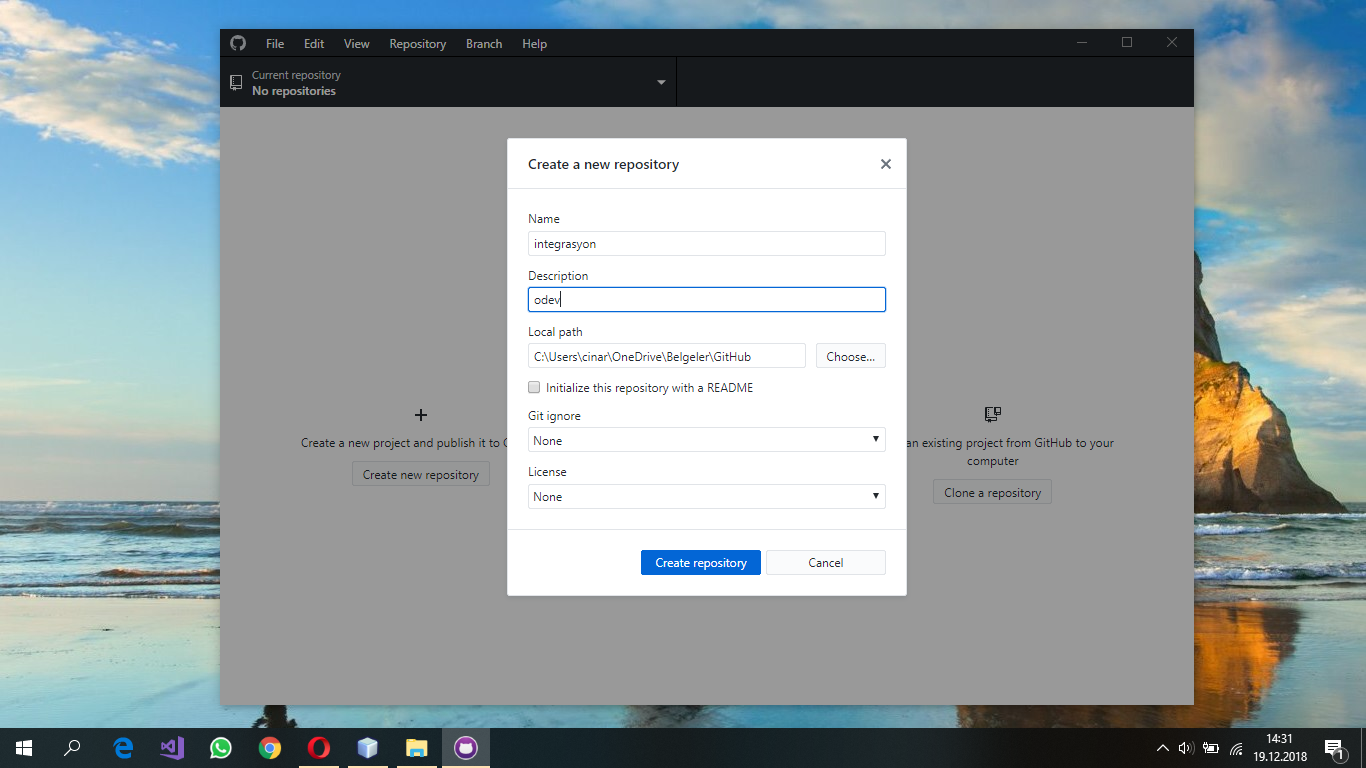 File Edit View Repository Branch Help
Current repository
No repositories
Create a new repository
Name
integrasyon
Description
odev
Local path
C:\Users\cinar\OneDrive\Belgeler\GitHub
Choose...
Initialize this repository with a README
Git ignore
None
License
None
Create repository
Cancel
Create a new project and publish it to
Create new repository
an existing project from GitHub to your
computer
Clone a repository
14:31
19.12.2018
1